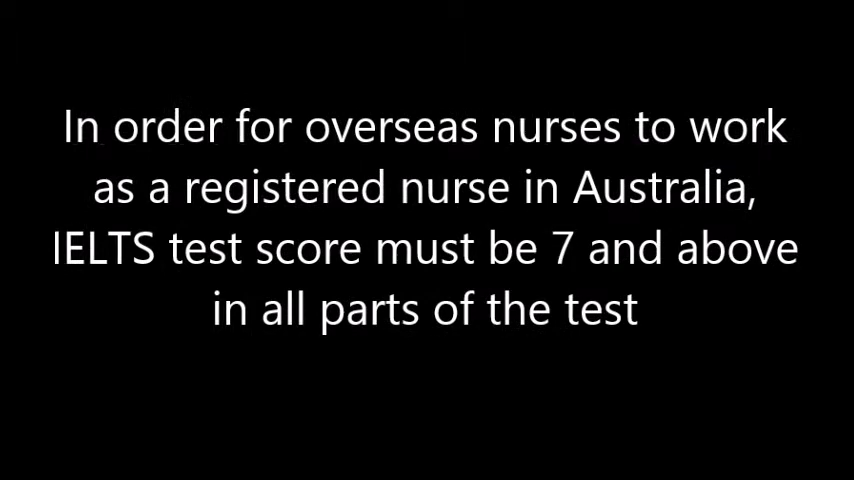 In order for overseas nurses to work
as a registered nurse in Australia,
IELTS test score must be 7 and above
in all parts of the test